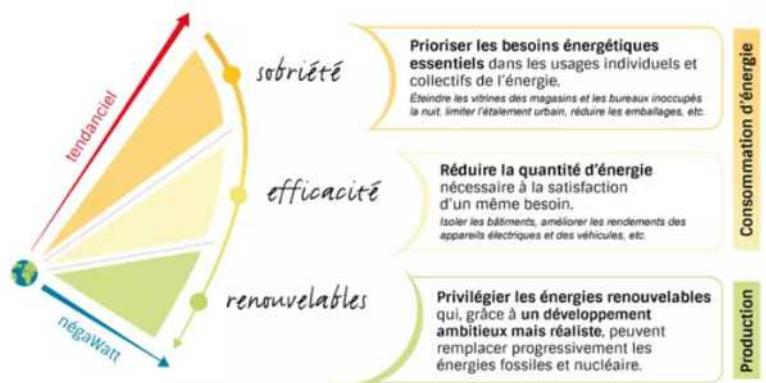 tendanciel
négaWatt
sobriété
Prioriser les besoins énergétiques
essentiels dans les usages individuels et
collectifs de l'énergie.
Éteindre les vitrines des magasins et les bureaux inoccupés
la nuit, limiter l'étalement urbain, réduire les emballages, etc.
efficacité
Réduire la quantité d'énergie
nécessaire à la satisfaction
d'un même besoin.
Isoler les bâtiments, améliorer les rendements des
appareils électriques et des véhicules, etc.
Consommation d'énergie
renouvelables
Privilégier les énergies renouvelables
qui, grâce à un développement
ambitieux mais réaliste, peuvent
remplacer progressivement les
énergies fossiles et nucléaire.
Production